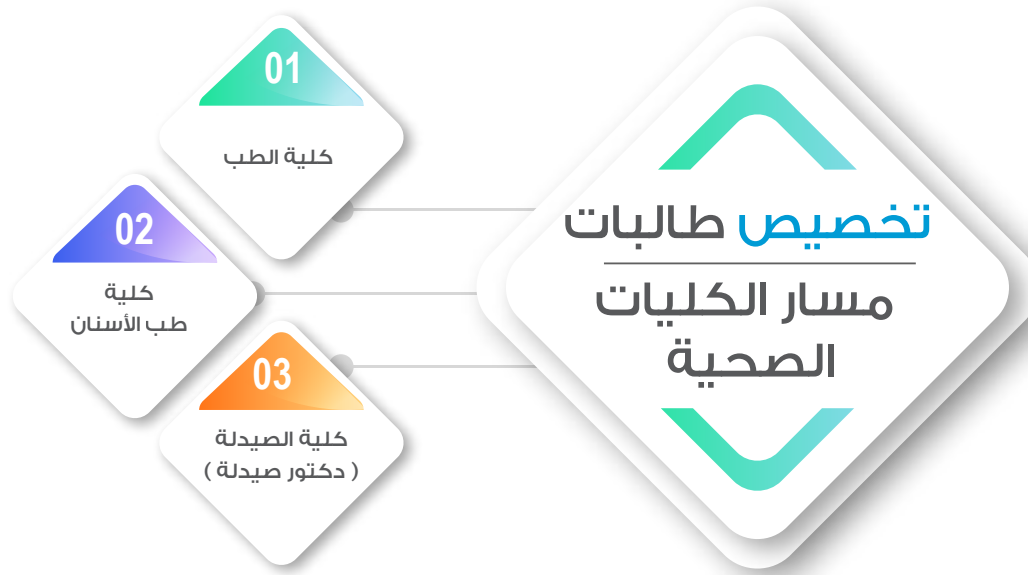 تخصيص طالبات
مسار الكليات
الصحية
01
كلية الطب
02
كلية
طب الأسنان
03
كلية الصيدلة
( دكتور صيدلة )